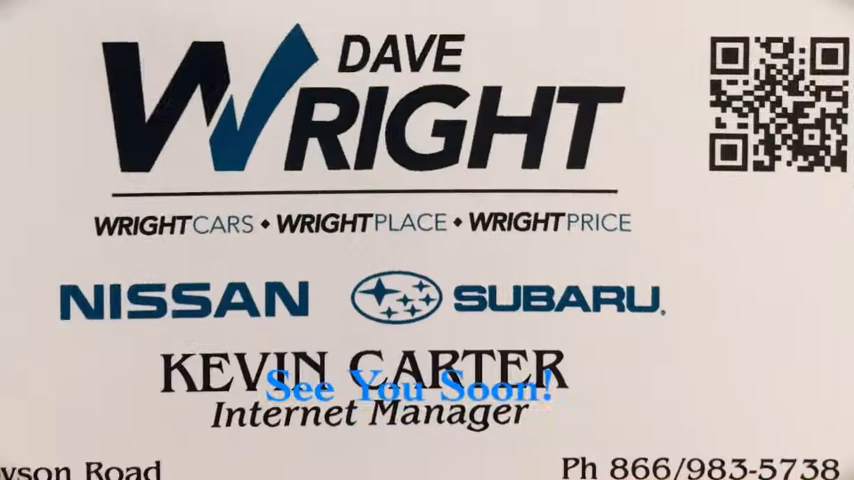 DAVE
WRIGHT
WRIGHTCARS • WRIGHTPLACE • WRIGHTPRICE
NISSAN SUBARU.
KEVIN CARTER
See You Soon!
Internet Manager
Road
Ph 866/983-5738